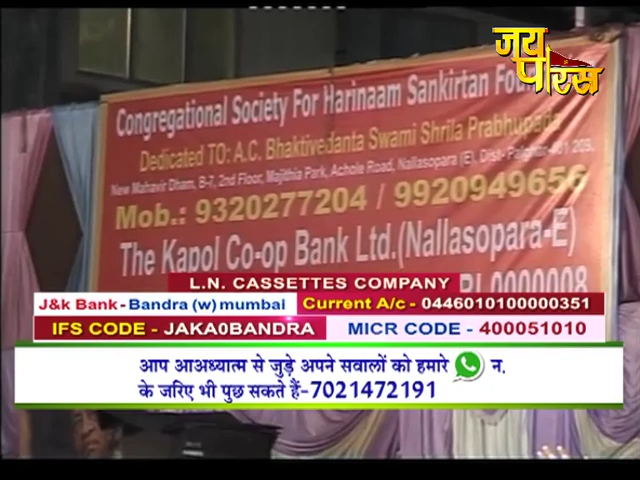 जय
पारस
Congregational Society For Harinaam Sankirtan
Dedicated TO: A.C. Bhaktivedanta Swami Shrila Prabhupada
New Mahavir Dham, B-7, 2nd Floor, Majithia Park, Achole Road, Nallasopara (E), Dist- Palghar-401 209.
Mob.: 9320277204 / 9920949656
The Kapol Co-op Bank Ltd.(Nallasopara-E)
L.N. CASSETTES COMPANY
J&k Bank - Bandra (w) mumbai Current A/c - 0446010100000351
IFS CODE - JAKA0BANDRA MICR CODE - 400051010
आप आअध्यात्म से जुड़े अपने सवालों को हमारे न.
के जरिए भी पुछ सकते हैं-7021472191